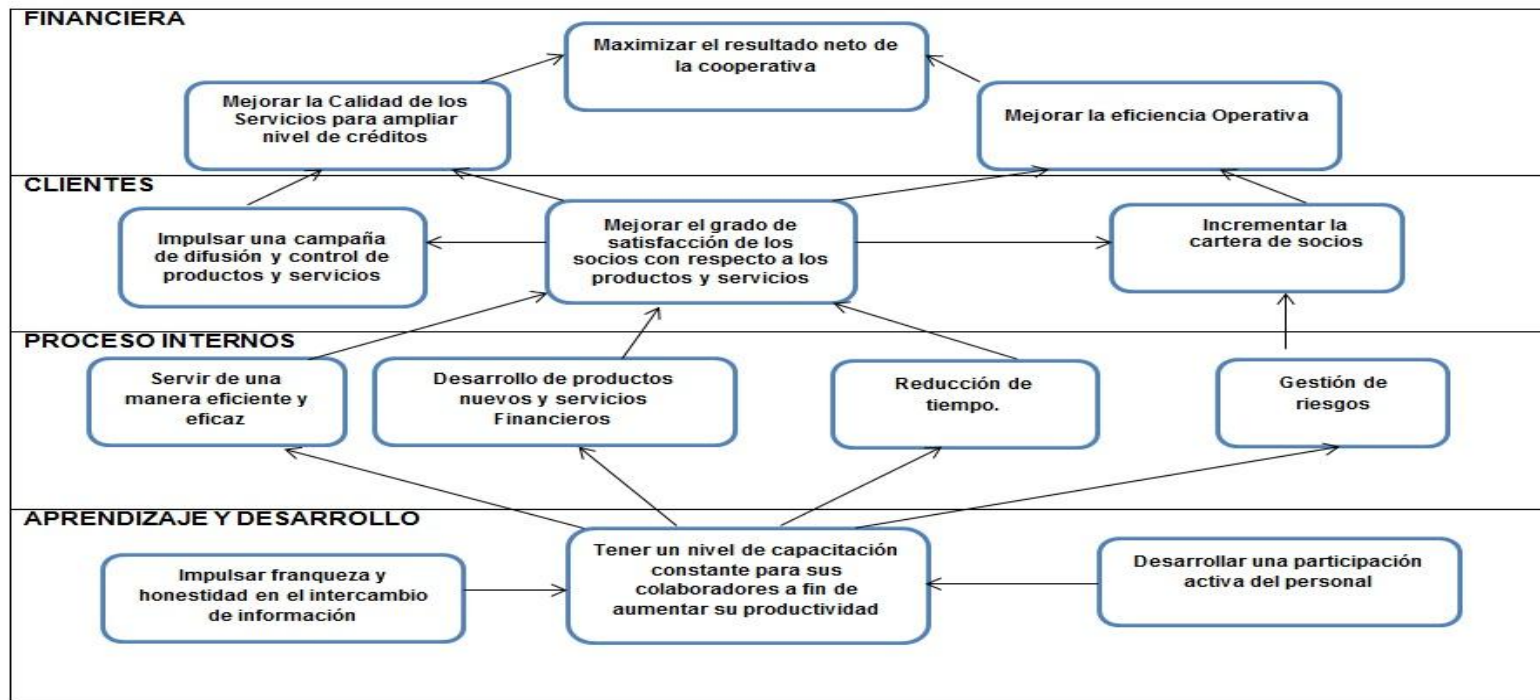 FINANCIERA
Maximizar el resultado neto de
la cooperativa
Mejorar la Calidad de los
Servicios para ampliar
nivel de créditos
Mejorar la eficiencia Operativa
CLIENTES
Impulsar una campaña
de difusión y control de
productos y servicios
Mejorar el grado de
satisfacción de los
socios con respecto a los
productos y servicios
Incrementar la
cartera de socios
PROCESO INTERNOS
Servir de una
manera eficiente y
eficaz
Desarrollo de productos
nuevos y servicios
Financieros
Reducción de
tiempo.
Gestión de
riesgos
APRENDIZAJE Y DESARROLLO
Impulsar franqueza y
honestidad en el intercambio
de información
Tener un nivel de capacitación
constante para sus
colaboradores a fin de
aumentar su productividad
Desarrollar una participación
activa del personal